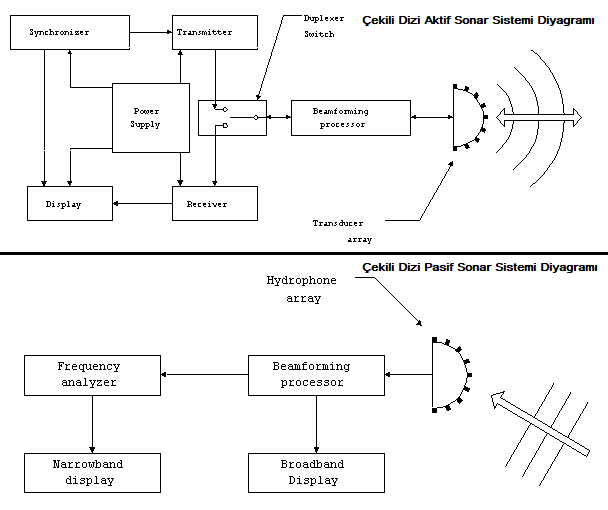 Çekili Dizi Aktif Sonar Sistemi Diyagramı
Synchronizer
Transmitter
Duplexer
Switch
Power
Supply
Beamforming
processor
Display
Receiver
Transducer
array
Çekili Dizi Pasif Sonar Sistemi Diyagramı
Hydrophone
array
Frequency
analyzer
Beamforming
processor
Narrowband
display
Broadband
Display